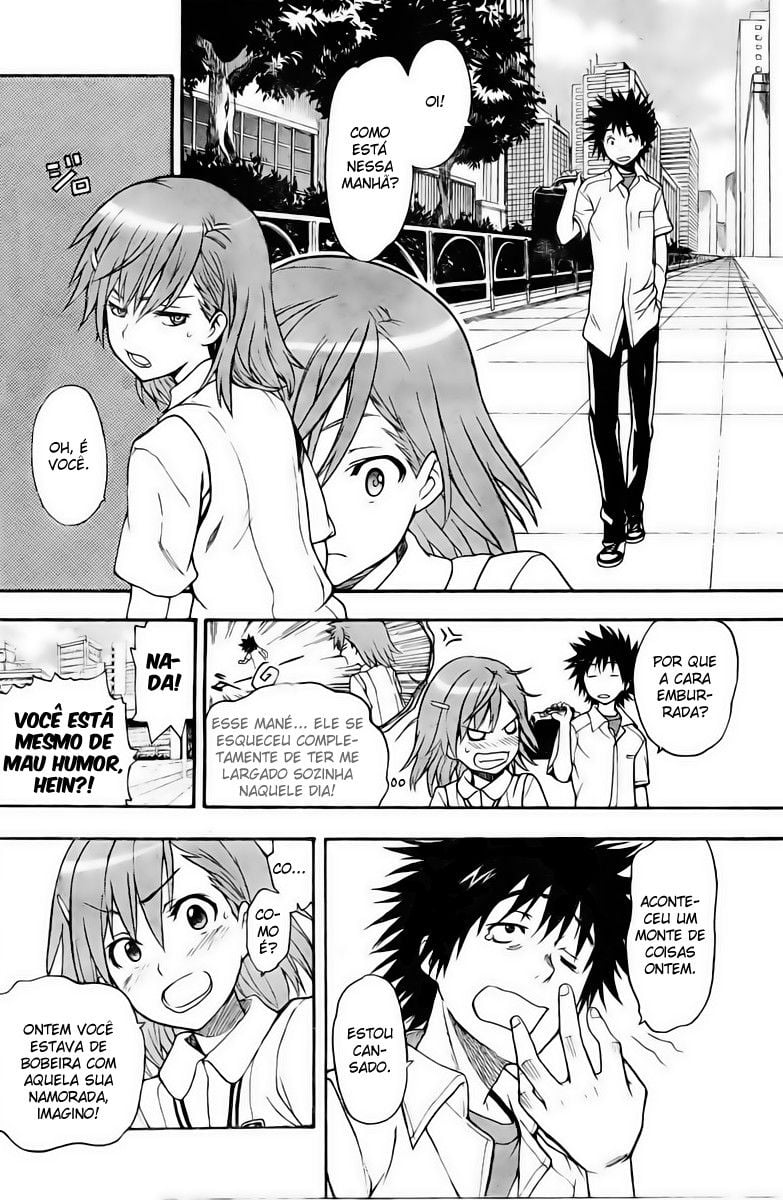 OI!
COMO
ESTÁ
NESSA
MANHÃ?
ジロ
OH, É
VOCÊ.
POR QUE
A CARA
EMBUR-
RADA?
ESSE MANÉ... ELE SE
ESQUECEU COMPLE-
TAMENTE DE TER ME
LARGADO SOZINHA
NAQUELE DIA!
NA-
DA!
VOCÊ ESTÁ
MESMO DE
MAU HUMOR,
HEIN?!
ACONTE-
CEU UM
MONTE DE
COISAS
ONTEM.
ESTOU
CAN-
SADO.
CO...
CO-
MO
É?
ONTEM VOCÊ
ESTAVA DE
BOBEIRA COM
AQUELA SUA
NAMORADA,
IMAGINO!